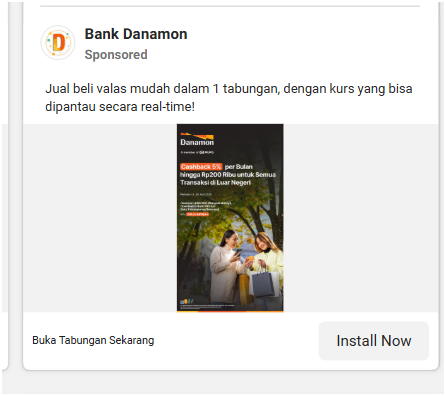 Bank Danamon
Sponsored
Jual beli valas mudah dalam 1 tabungan, dengan kurs yang bisa
dipantau secara real-time!
Danamon
A member of MUFG
Cashback 5% per Bulan
hingga Rp200 Ribu untuk Semua
Transaksi di Luar Negeri
Buka Tabungan Sekarang
Install Now